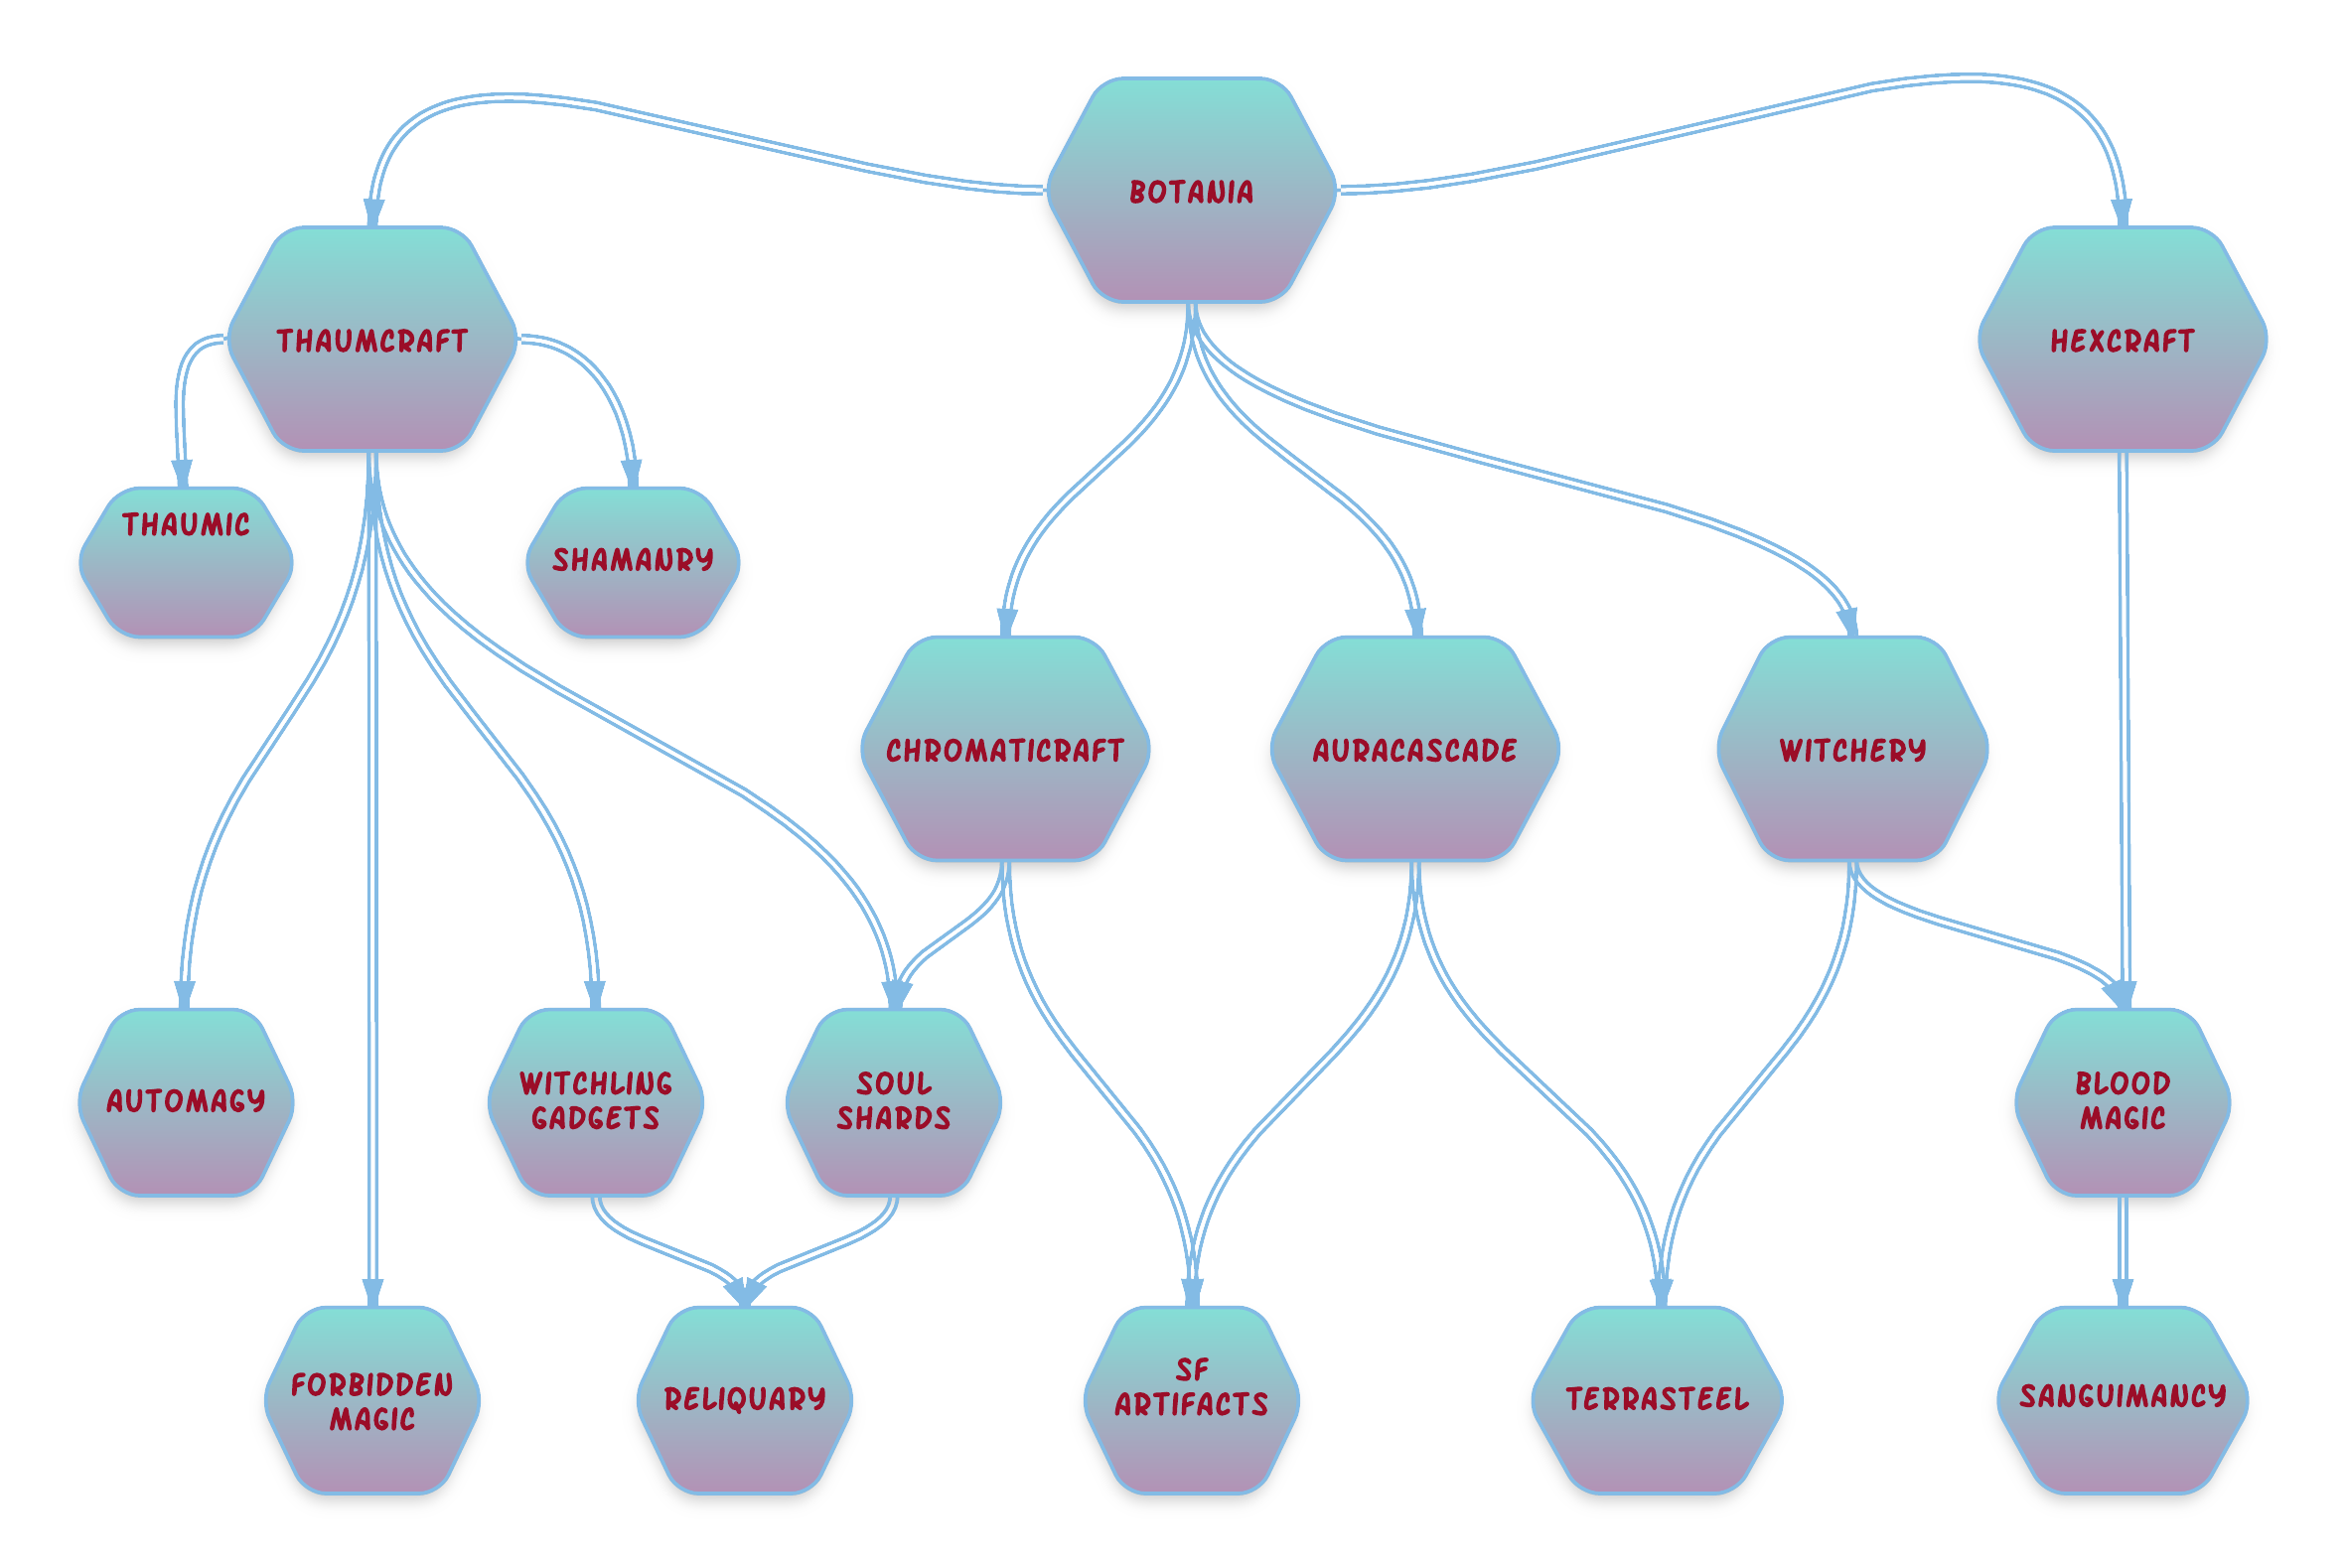 BOTANIA
THAUMCRAFT
HEXCRAFT
THAUMIC
SHAMANRY
CHROMATICRAFT
AURACASCADE
WITCHERY
AUTOMAGY
WITCHLING
GADGETS
SOUL
SHARDS
BLOOD
MAGIC
FORBIDDEN
MAGIC
RELIQUARY
SF
ARTIFACTS
TERRASTEEL
SANGUIMANCY